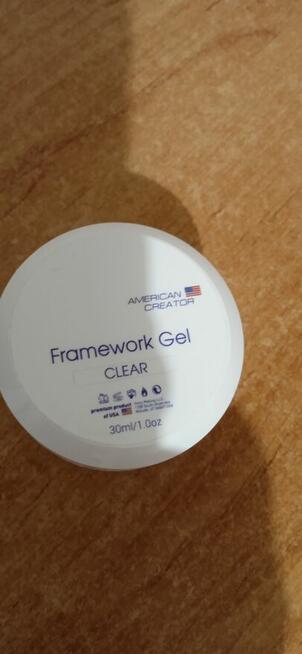 AMERICAN
CREATOR
Framework Gel
CLEAR
premium product
of USA
30ml/1.0oz